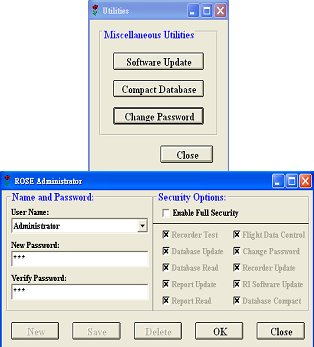 Utilities
Miscellaneous Utilities
Software Update
Compact Database
Change Password
Close
ROSE Administrator
Name and Password:
User Name:
Administrator
New Password:
***
Verify Password:
***
Security Options:
Enable Full Security
Recorder Test
Flight Data Control
Database Update
Change Password
Database Read
Recorder Update
Report Update
RI Software Update
Report Read
Database Compact
New
Save
Delete
OK
Close